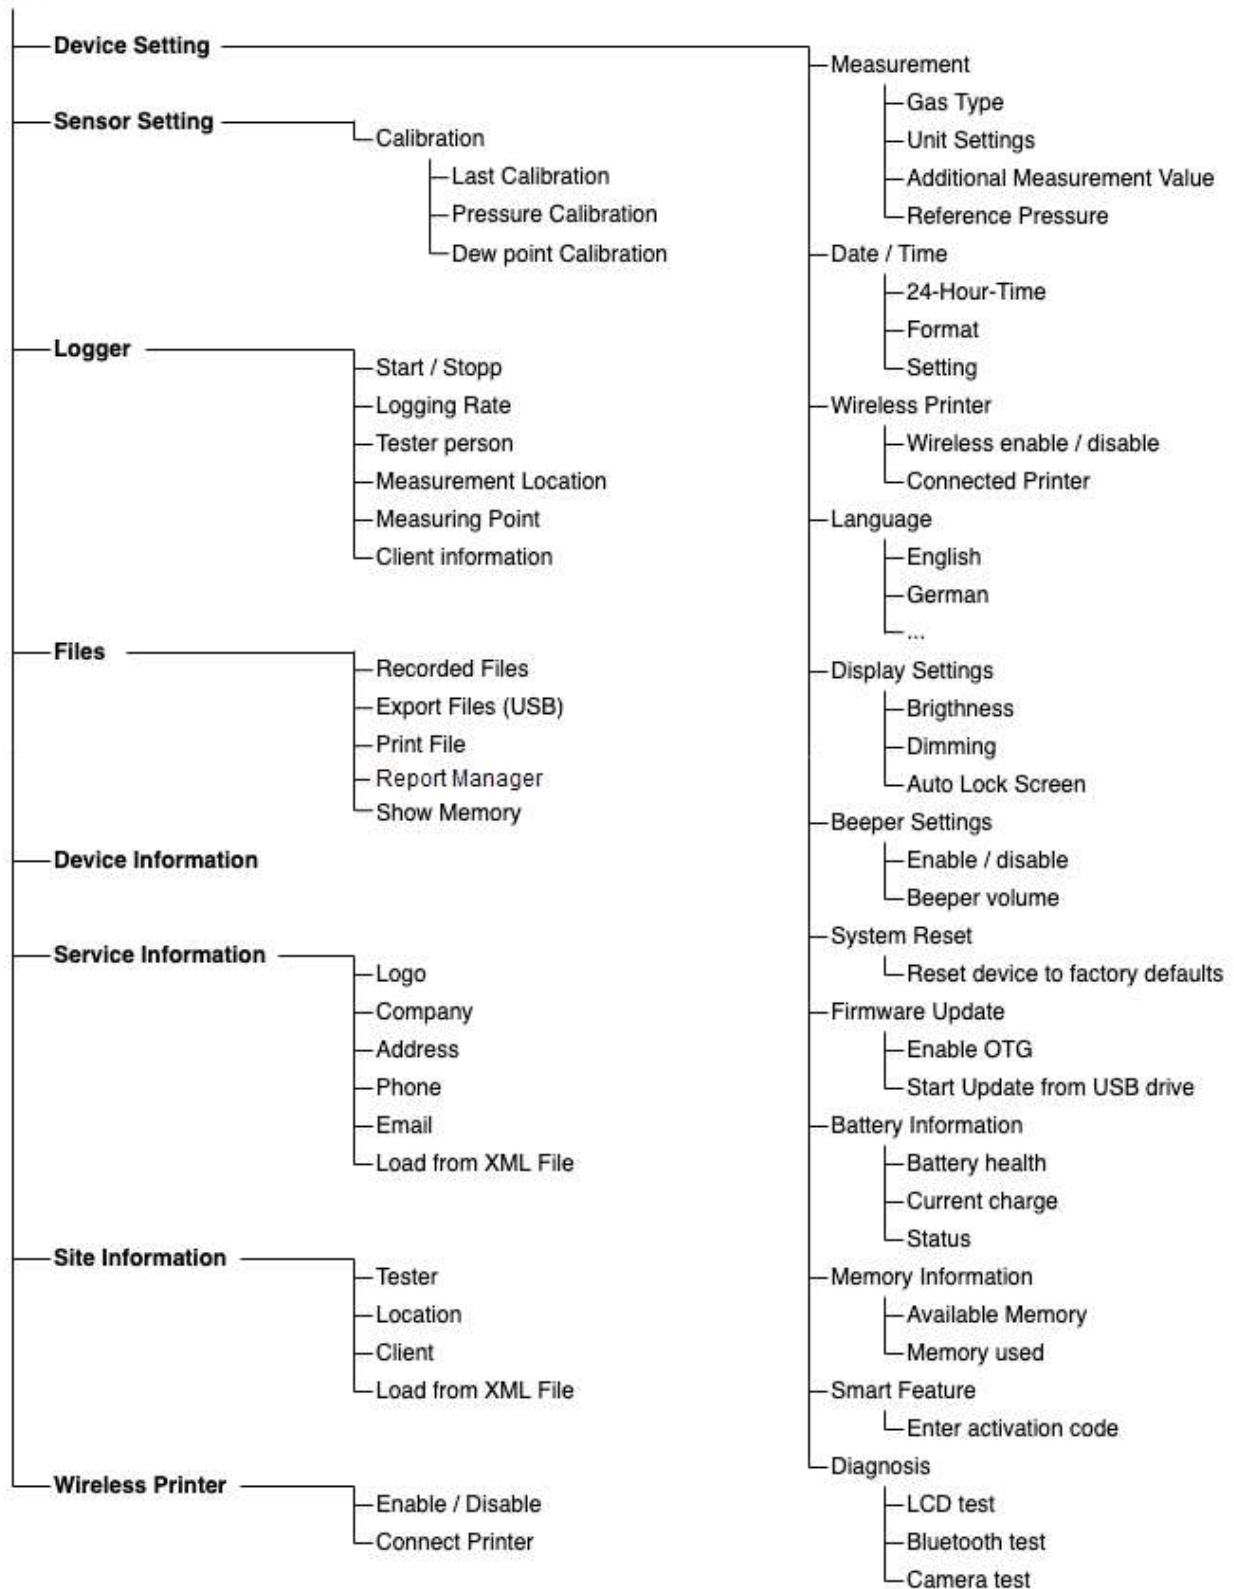 Device Setting
Measurement
Gas Type
Unit Settings
Additional Measurement Value
Reference Pressure
Date / Time
24-Hour-Time
Format
Setting
Wireless Printer
Wireless enable / disable
Connected Printer
Language
English
German
...
Display Settings
Brigthness
Dimming
Auto Lock Screen
Beeper Settings
Enable / disable
Beeper volume
System Reset
Reset device to factory defaults
Firmware Update
Enable OTG
Start Update from USB drive
Battery Information
Battery health
Current charge
Status
Memory Information
Available Memory
Memory used
Smart Feature
Enter activation code
Diagnosis
LCD test
Bluetooth test
Camera test
Sensor Setting
Calibration
Last Calibration
Pressure Calibration
Dew point Calibration
Logger
Start / Stopp
Logging Rate
Tester person
Measurement Location
Measuring Point
Client information
Files
Recorded Files
Export Files (USB)
Print File
Report Manager
Show Memory
Device Information
Service Information
Logo
Company
Address
Phone
Email
Load from XML File
Site Information
Tester
Location
Client
Load from XML File
Wireless Printer
Enable / Disable
Connect Printer